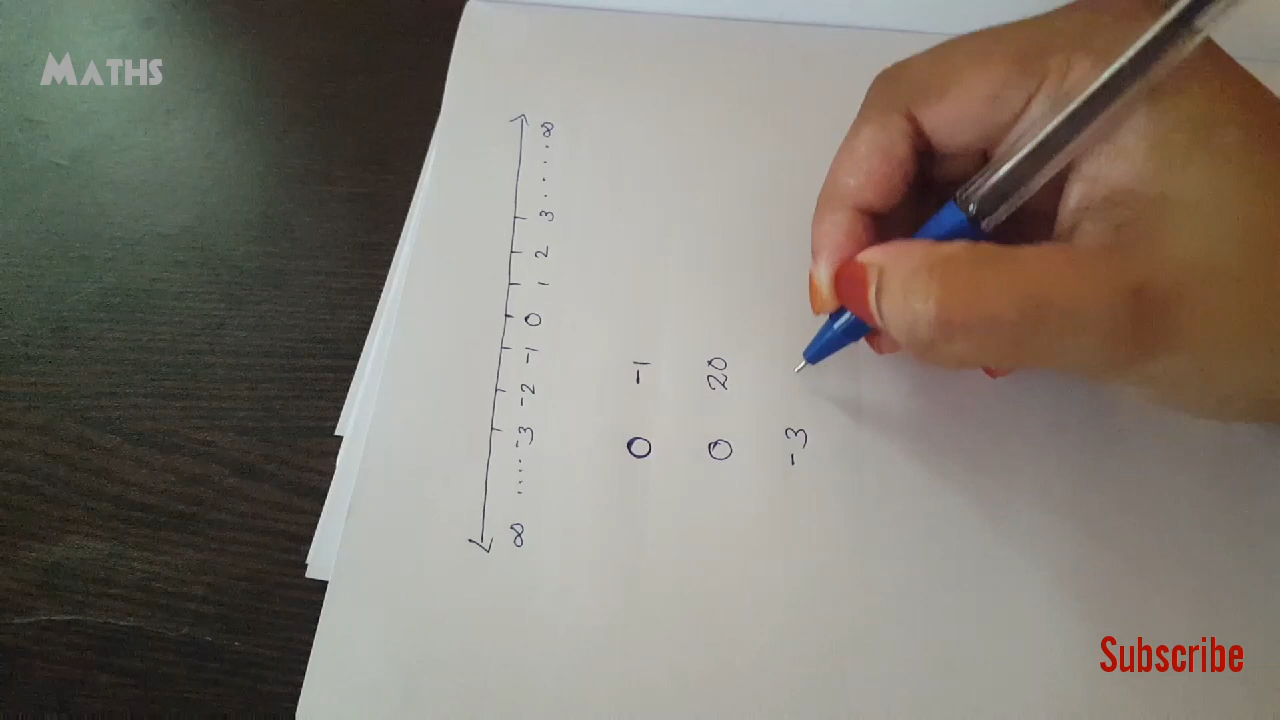 MATHS
∞ ..... -3 -2 -1 0 1 2 3 ...... ∞
0 -1
0 20
-3
Subscribe